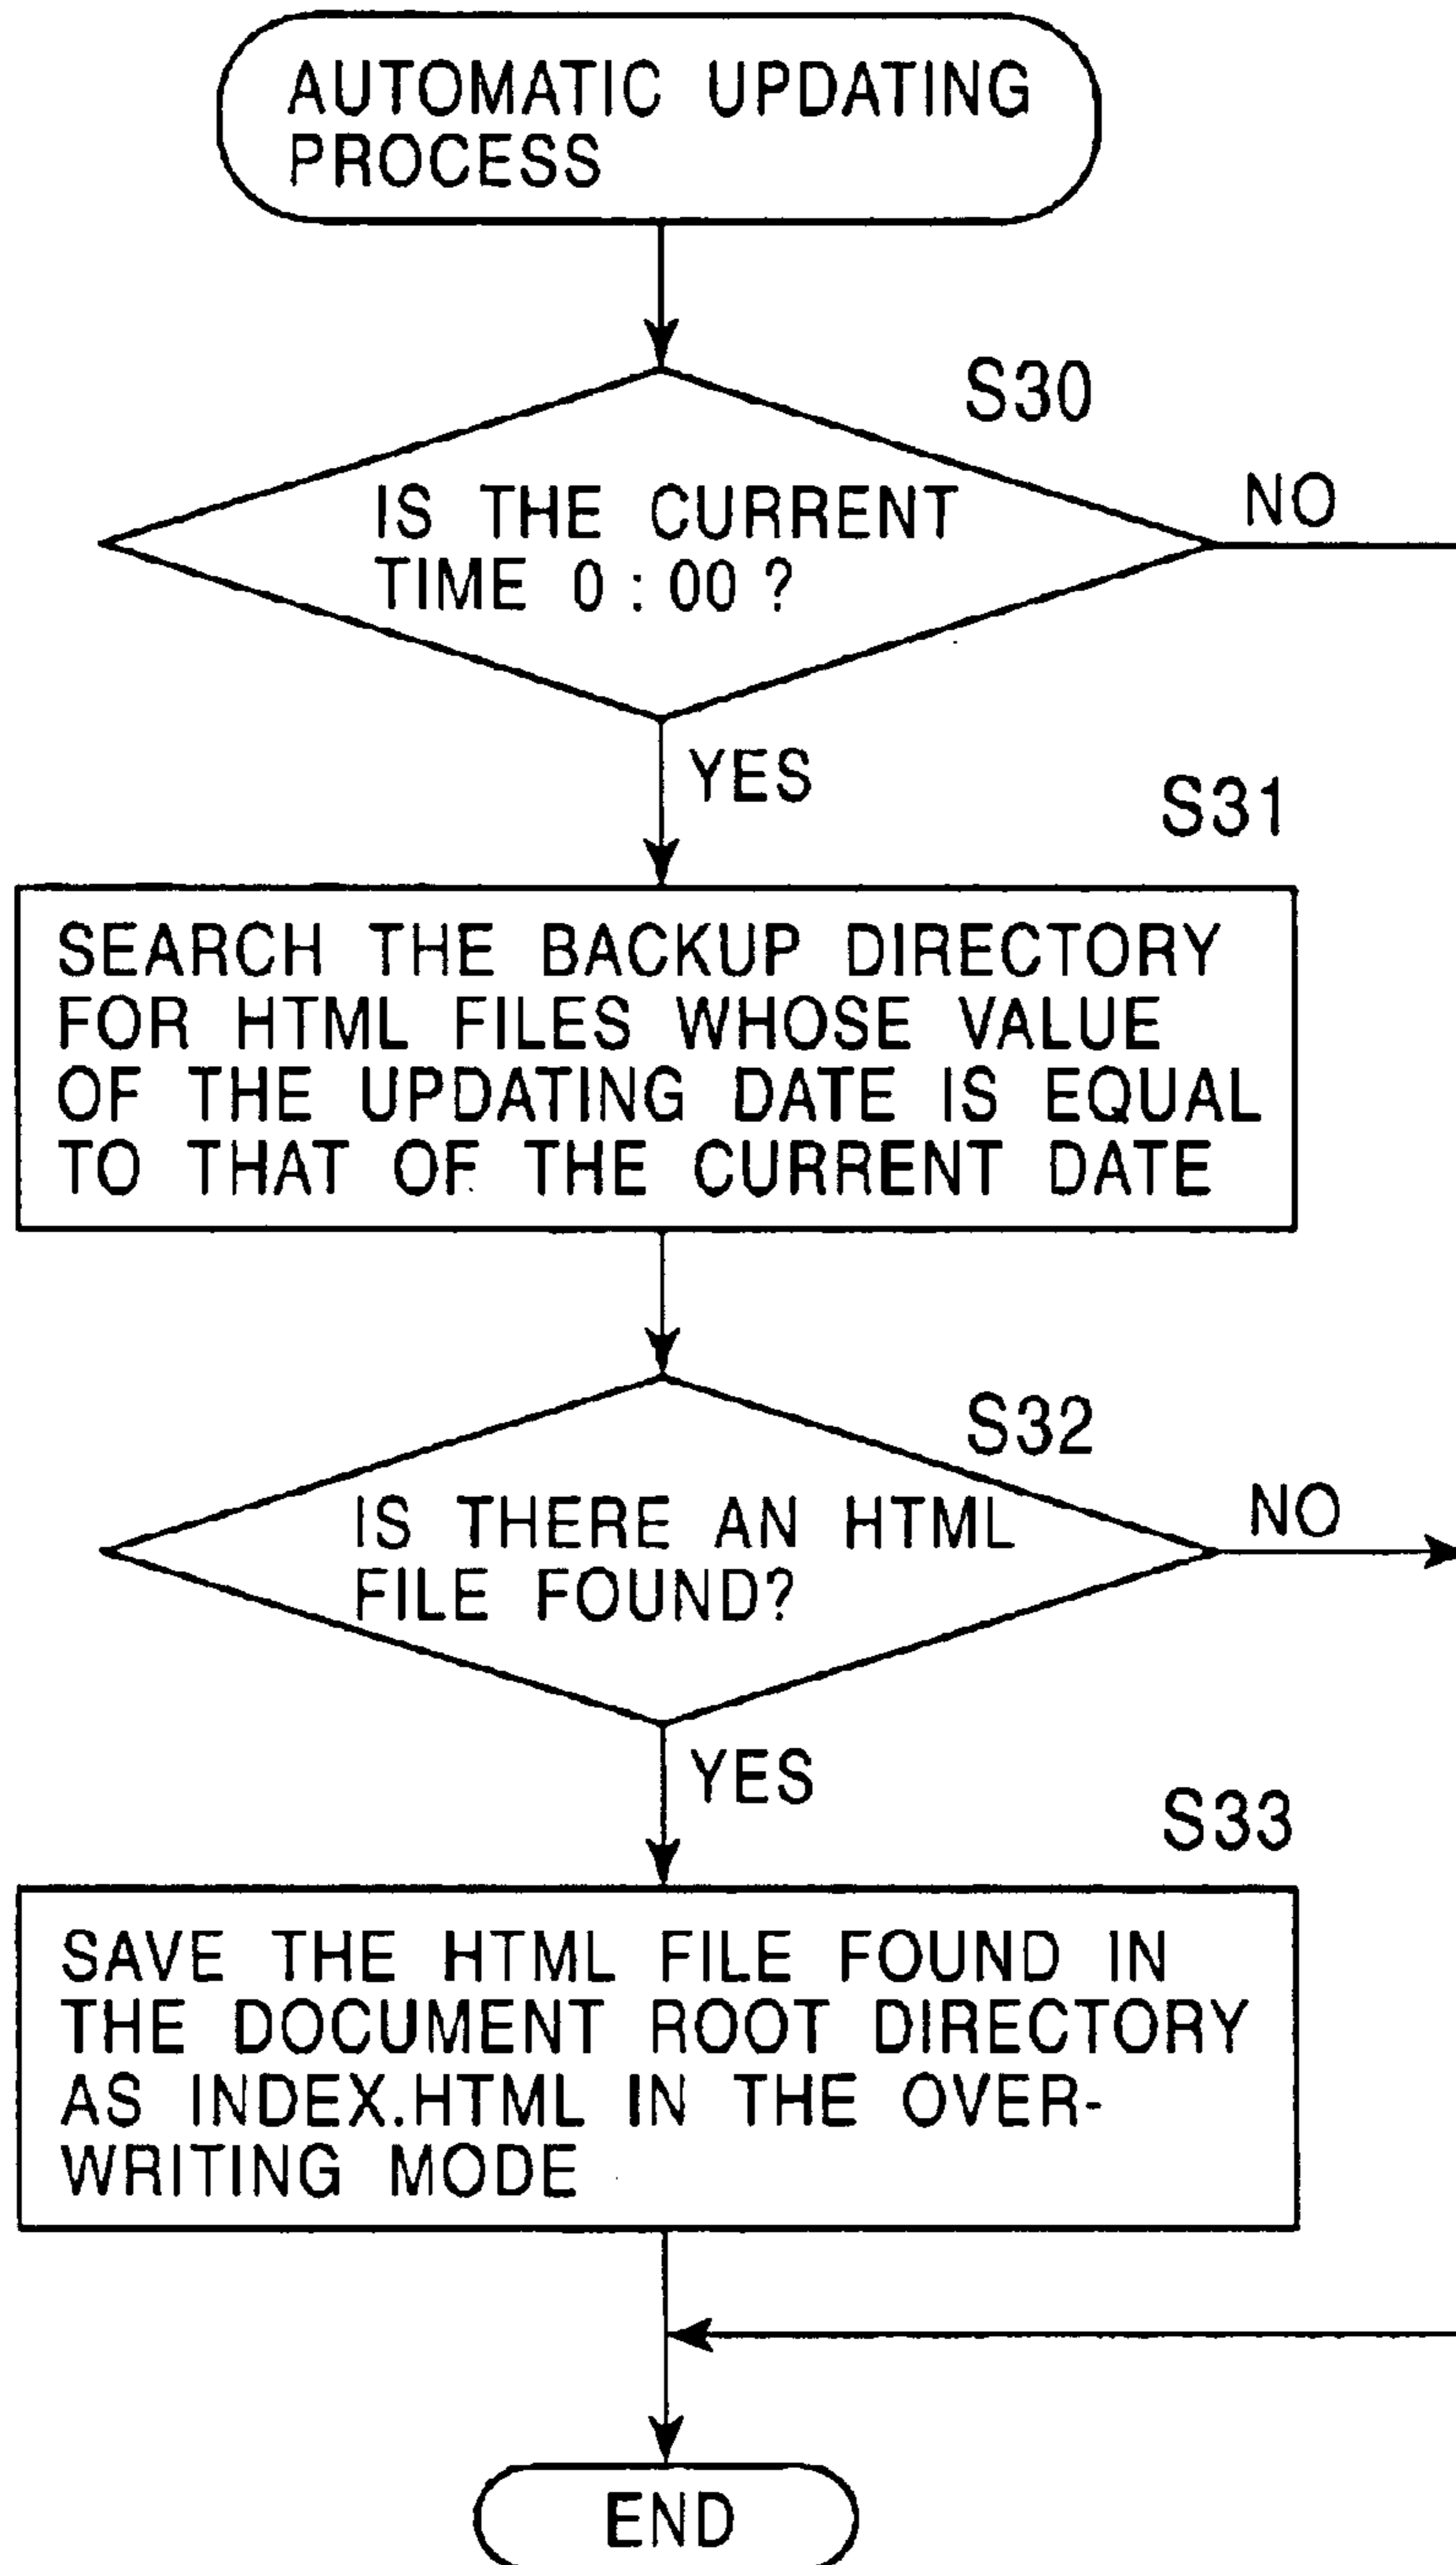 AUTOMATIC UPDATING
PROCESS
S30
IS THE CURRENT
TIME 0 : 00 ?
NO
YES
S31
SEARCH THE BACKUP DIRECTORY
FOR HTML FILES WHOSE VALUE
OF THE UPDATING DATE IS EQUAL
TO THAT OF THE CURRENT DATE
S32
IS THERE AN HTML
FILE FOUND?
NO
YES
S33
SAVE THE HTML FILE FOUND IN
THE DOCUMENT ROOT DIRECTORY
AS INDEX.HTML IN THE OVER-
WRITING MODE
END